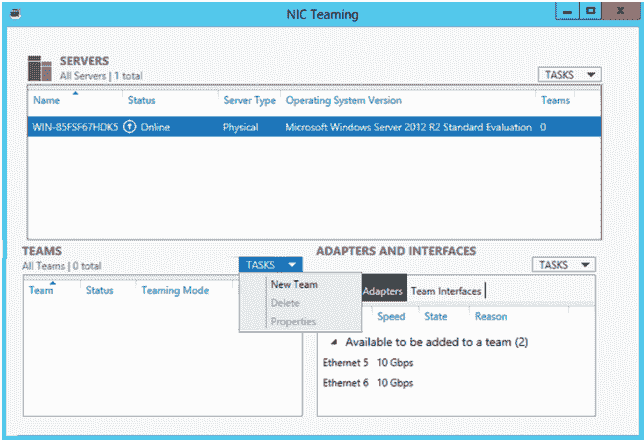 NIC Teaming
SERVERS
All Servers | 1 total
TASKS
Name Status Server Type Operating System Version Teams
WIN-85FSF67HDK5 Online Physical Microsoft Windows Server 2012 R2 Standard Evaluation 0
TEAMS
All Teams | 0 total
TASKS
Team Status Teaming Mode
New Team
Delete
Properties
ADAPTERS AND INTERFACES
TASKS
Adapters Team Interfaces
Speed State Reason
Available to be added to a team (2)
Ethernet 5 10 Gbps
Ethernet 6 10 Gbps